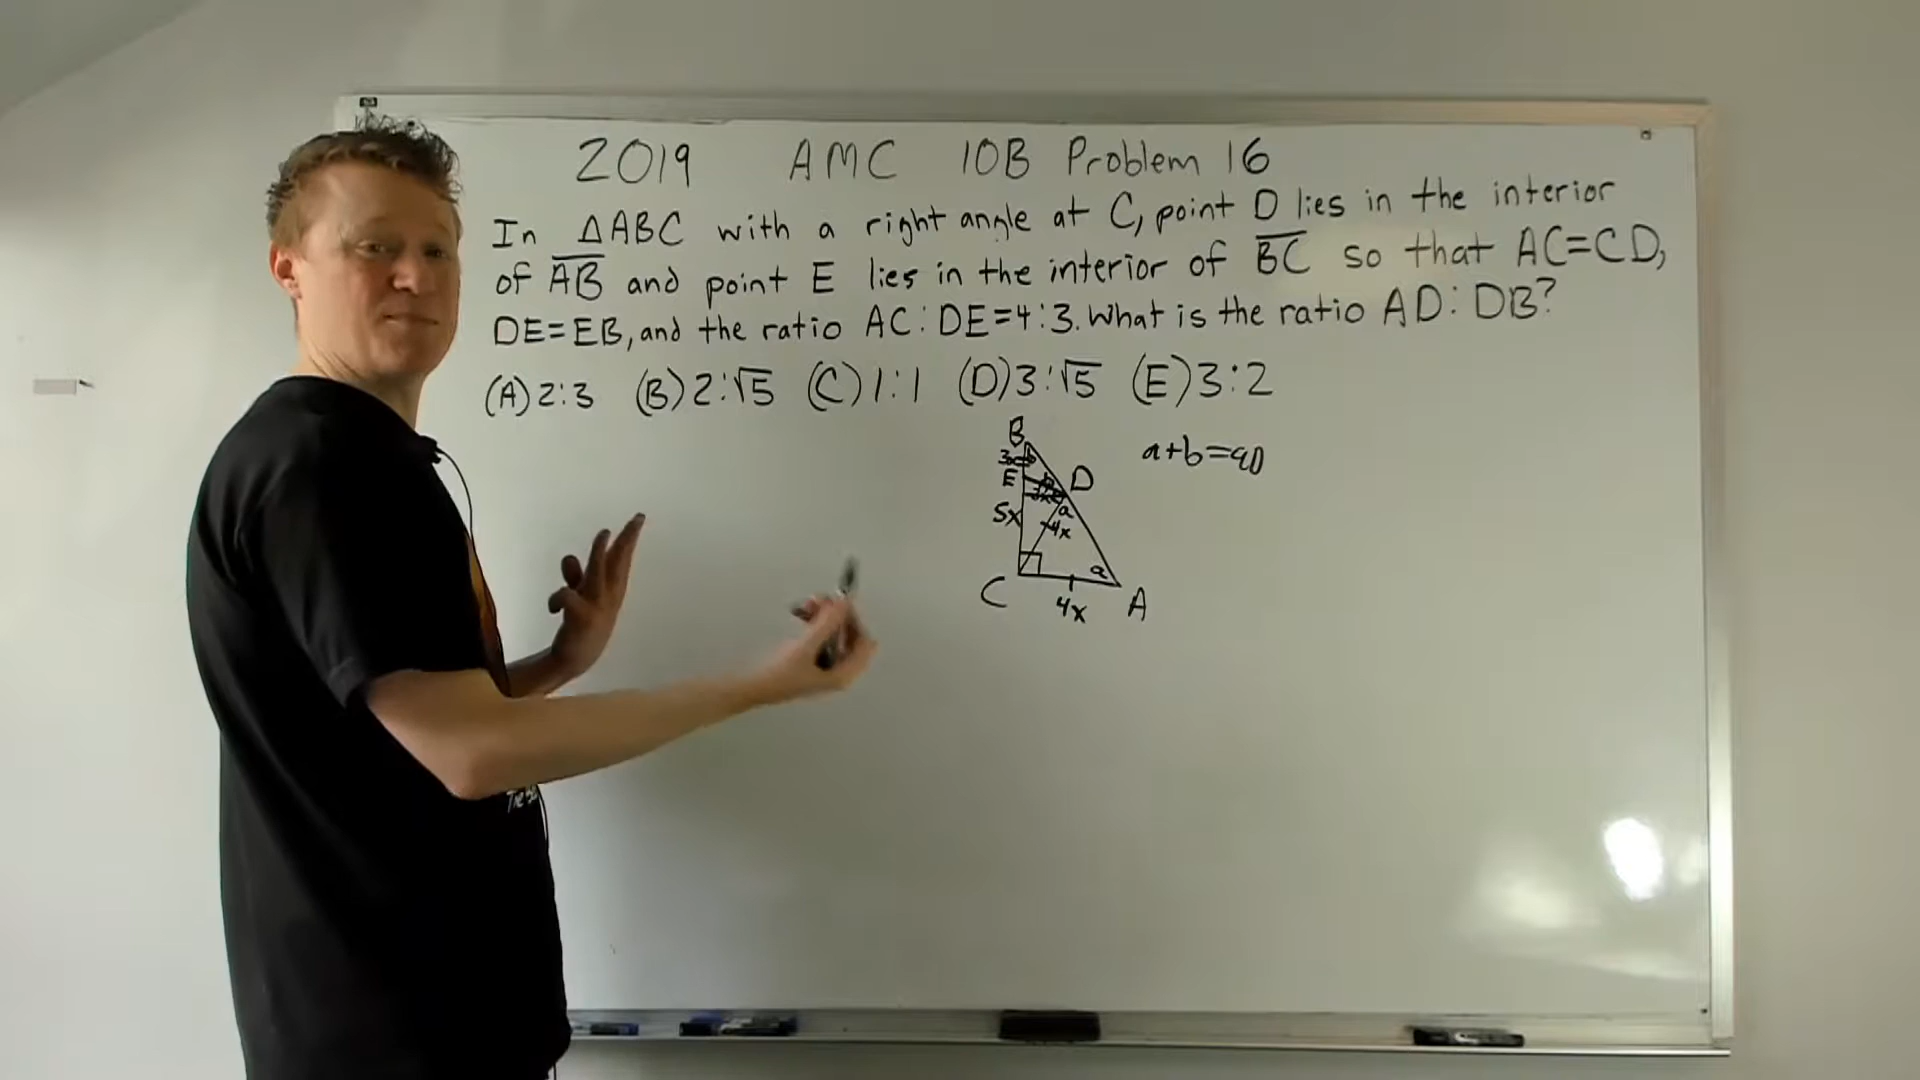 2019 AMC 10B Problem 16
In ΔABC with a right angle at C, point D lies in the interior
of AB and point E lies in the interior of BC so that AC=CD,
DE=EB, and the ratio AC:DE=4:3. What is the ratio AD:DB?
(A) 2:3 (B) 2:√5 (C) 1:1 (D) 3:√5 (E) 3:2
B
a+b=90
3x b
E
D
b
3x
5x
a
4x
a
C
4x
A